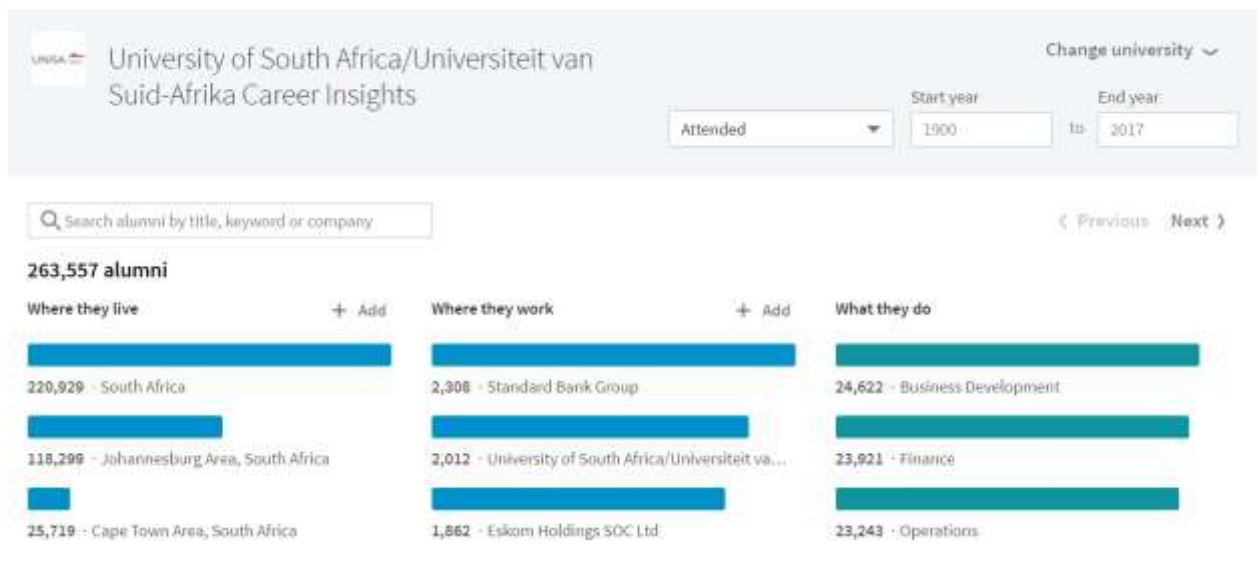 UNISA
University of South Africa/Universiteit van
Suid-Afrika Career Insights
Change university
Start year
End year
Attended
1900
to
2017
Search alumni by title, keyword or company
Previous
Next
263,557 alumni
Where they live
+ Add
220,929 · South Africa
118,299 · Johannesburg Area, South Africa
25,719 · Cape Town Area, South Africa
Where they work
+ Add
2,308 · Standard Bank Group
2,012 · University of South Africa/Universiteit va...
1,862 · Eskom Holdings SOC Ltd
What they do
24,622 · Business Development
23,921 · Finance
23,243 · Operations